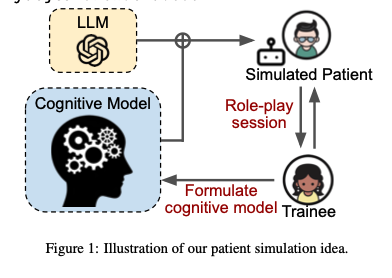 LLM
Simulated Patient
Cognitive Model
Role-play
session
Formulate
cognitive model
Trainee
Figure 1: Illustration of our patient simulation idea.